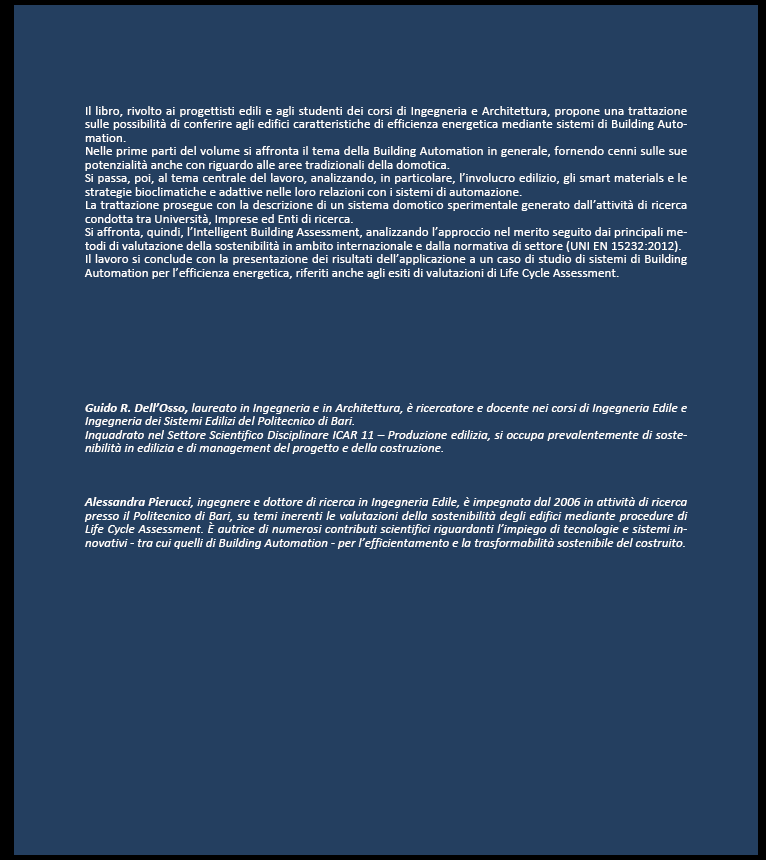 Il libro, rivolto ai progettisti edili e agli studenti dei corsi di Ingegneria e Architettura, propone una trattazione
sulle possibilità di conferire agli edifici caratteristiche di efficienza energetica mediante sistemi di Building Auto-
mation.
Nelle prime parti del volume si affronta il tema della Building Automation in generale, fornendo cenni sulle sue
potenzialità anche con riguardo alle aree tradizionali della domotica.
Si passa, poi, al tema centrale del lavoro, analizzando, in particolare, l’involucro edilizio, gli smart materials e le
strategie bioclimatiche e adattive nelle loro relazioni con i sistemi di automazione.
La trattazione prosegue con la descrizione di un sistema domotico sperimentale generato dall’attività di ricerca
condotta tra Università, Imprese ed Enti di ricerca.
Si affronta, quindi, l’Intelligent Building Assessment, analizzando l’approccio nel merito seguito dai principali me-
todi di valutazione della sostenibilità in ambito internazionale e dalla normativa di settore (UNI EN 15232:2012).
Il lavoro si conclude con la presentazione dei risultati dell’applicazione a un caso di studio di sistemi di Building
Automation per l’efficienza energetica, riferiti anche agli esiti di valutazioni di Life Cycle Assessment.
Guido R. Dell’Osso, laureato in Ingegneria e in Architettura, è ricercatore e docente nei corsi di Ingegneria Edile e
Ingegneria dei Sistemi Edilizi del Politecnico di Bari.
Inquadrato nel Settore Scientifico Disciplinare ICAR 11 – Produzione edilizia, si occupa prevalentemente di soste-
nibilità in edilizia e di management del progetto e della costruzione.
Alessandra Pierucci, ingegnere e dottore di ricerca in Ingegneria Edile, è impegnata dal 2006 in attività di ricerca
presso il Politecnico di Bari, su temi inerenti le valutazioni della sostenibilità degli edifici mediante procedure di
Life Cycle Assessment. È autrice di numerosi contributi scientifici riguardanti l’impiego di tecnologie e sistemi in-
novativi - tra cui quelli di Building Automation - per l’efficientamento e la trasformabilità sostenibile del costruito.